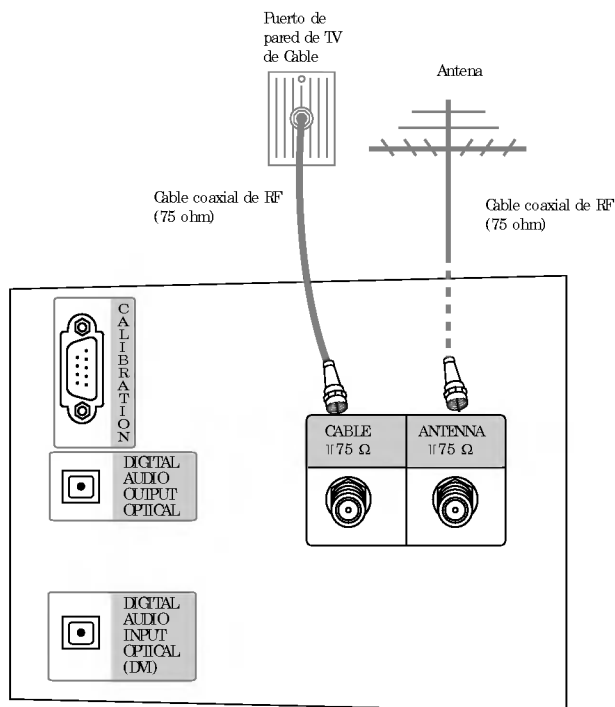 Puerto de
pared de TV
de Cable
Antena
Cable coaxial de RF
(75 ohm)
Cable coaxial de RF
(75 ohm)
CALIBRATION
CABLE
75 Ω
ANTENNA
75 Ω
DIGITAL
AUDIO
OUTPUT
OPTICAL
DIGITAL
AUDIO
INPUT
OPTICAL
(DVI)